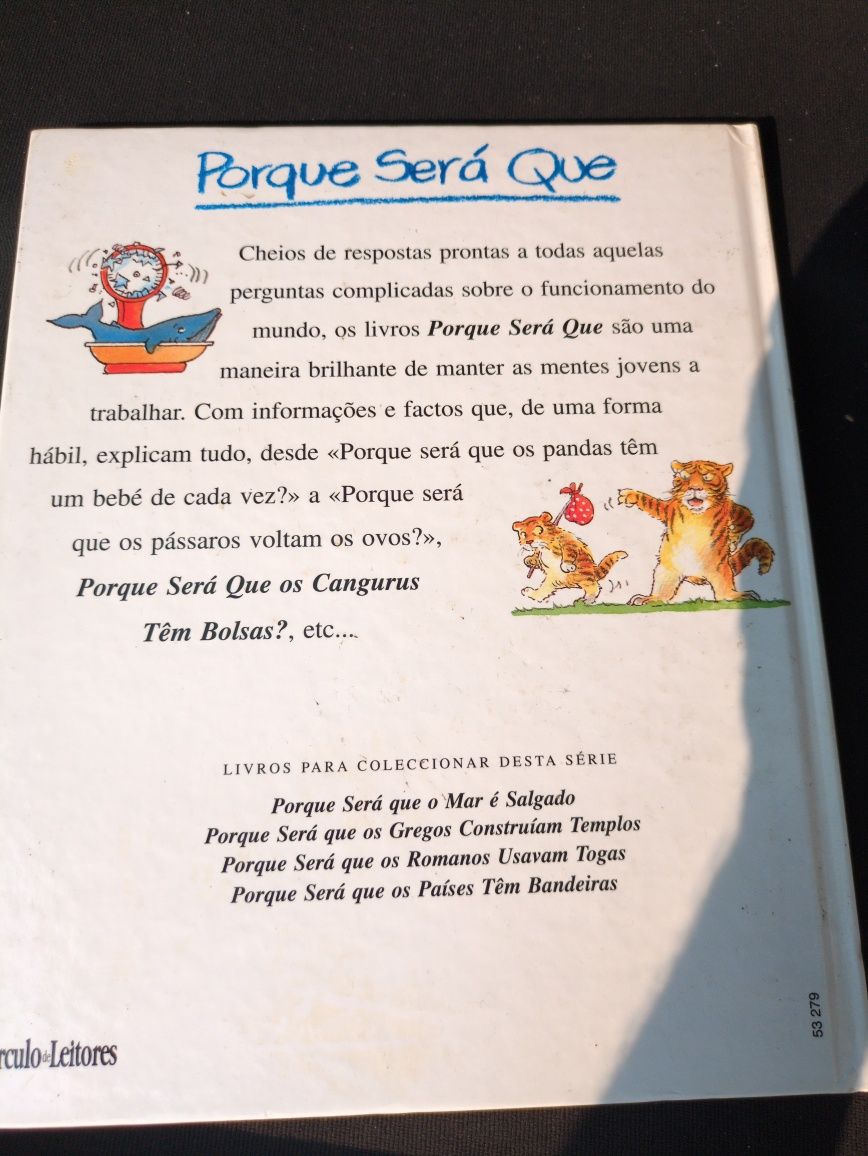 Porque Será Que
Cheios de respostas prontas a todas aquelas
perguntas complicadas sobre o funcionamento do
mundo, os livros Porque Será Que são uma
maneira brilhante de manter as mentes jovens a
trabalhar. Com informações e factos que, de uma forma
hábil, explicam tudo, desde «Porque será que os pandas têm
um bebé de cada vez?» a «Porque será
que os pássaros voltam os ovos?»,
Porque Será Que os Cangurus
Têm Bolsas?, etc...
LIVROS PARA COLECCIONAR DESTA SÉRIE
Porque Será que o Mar é Salgado
Porque Será que os Gregos Construíam Templos
Porque Será que os Romanos Usavam Togas
Porque Será que os Países Têm Bandeiras
53 279
rculo de Leitores